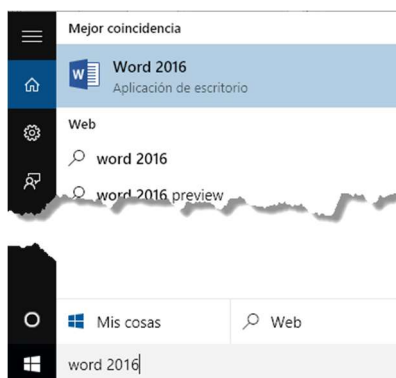 Mejor coincidencia
Word 2016
Aplicación de escritorio
Web
word 2016
word 2016 preview
Mis cosas
Web
word 2016